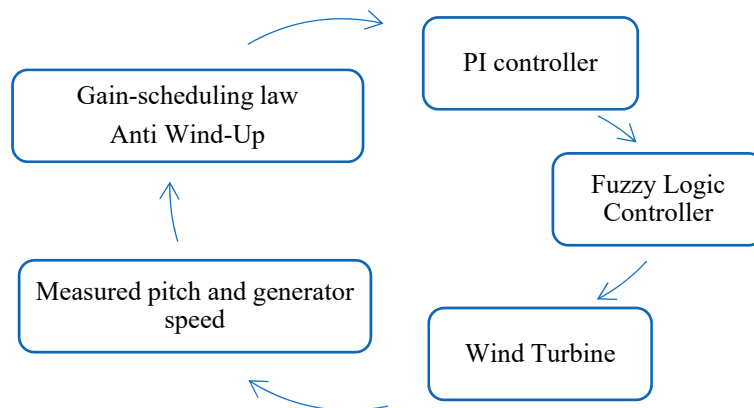 PI controller
Gain-scheduling law
Anti Wind-Up
Fuzzy Logic
Controller
Measured pitch and generator
speed
Wind Turbine